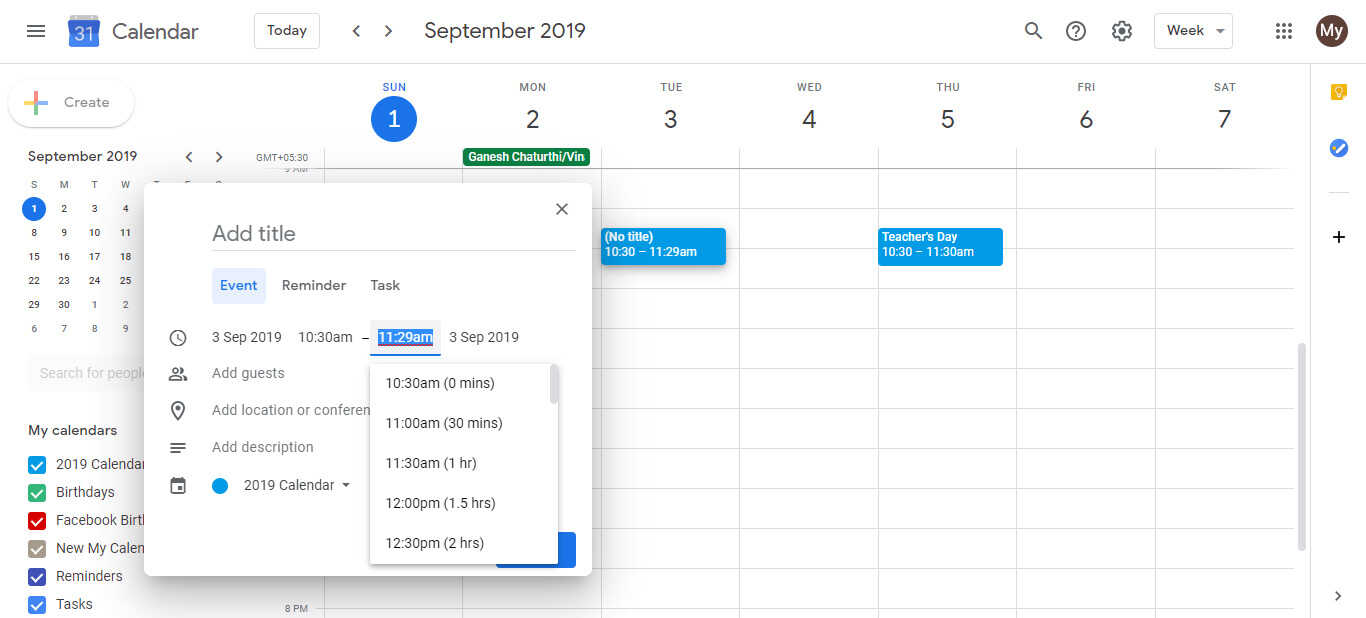 31 Calendar Today September 2019 Week My
Create
SUN MON TUE WED THU FRI SAT
1 2 3 4 5 6 7
September 2019
GMT+05:30
Ganesh Chaturthi/Vin
S M T W
1 2 3 4
8 9 10 11
15 16 17 18
22 23 24 25
29 30 1 2
6 7 8 9
Search for people
My calendars
2019 Calendar
Birthdays
Facebook Birt
New My Calen
Reminders
Tasks
Add title
Event Reminder Task
3 Sep 2019 10:30am – 11:29am 3 Sep 2019
Add guests
Add location or conferen
Add description
2019 Calendar
10:30am (0 mins)
11:00am (30 mins)
11:30am (1 hr)
12:00pm (1.5 hrs)
12:30pm (2 hrs)
(No title)
10:30 – 11:29am
Teacher's Day
10:30 – 11:30am
8 PM